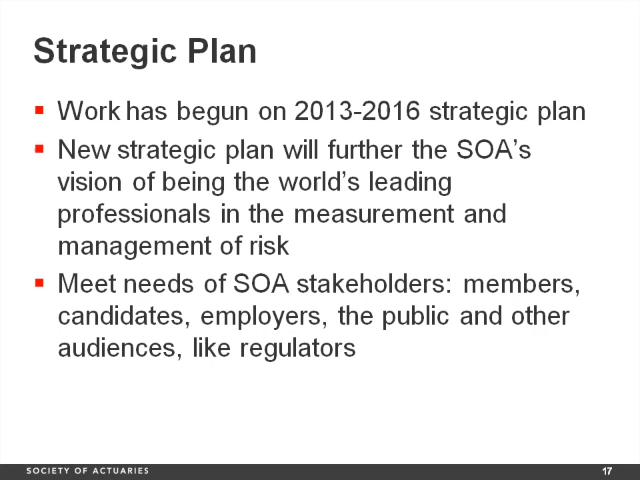 Strategic Plan
Work has begun on 2013-2016 strategic plan
New strategic plan will further the SOA's
vision of being the world's leading
professionals in the measurement and
management of risk
Meet needs of SOA stakeholders: members,
candidates, employers, the public and other
audiences, like regulators
SOCIETY OF ACTUARIES
17